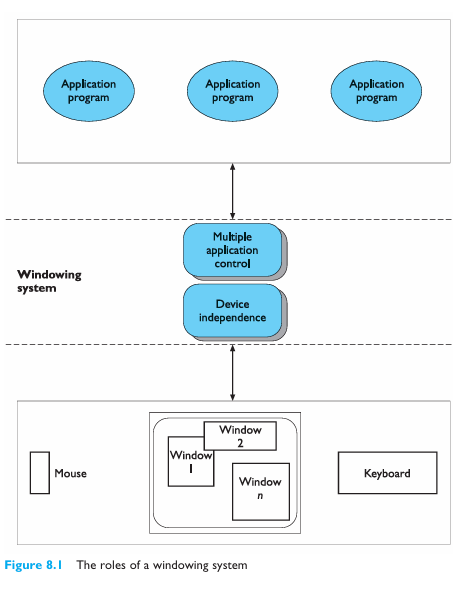 Application
program
Application
program
Application
program
Multiple
application
control
Windowing
system
Device
independence
Mouse
Window
1
Window
2
Window
n
Keyboard
Figure 8.1 The roles of a windowing system